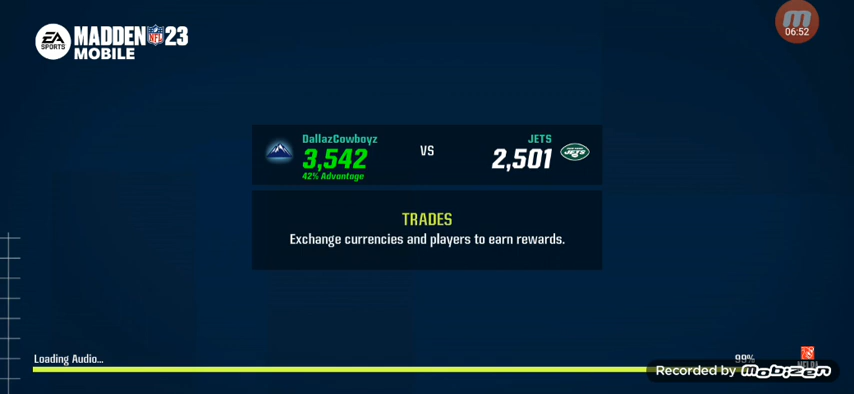 EA
SPORTS
MADDEN NFL 23
MOBILE
06:52
DallazCowboyz
3,542
42% Advantage
VS
JETS
2,501
JETS
TRADES
Exchange currencies and players to earn rewards.
Loading Audio...
99%
Recorded by mobizen